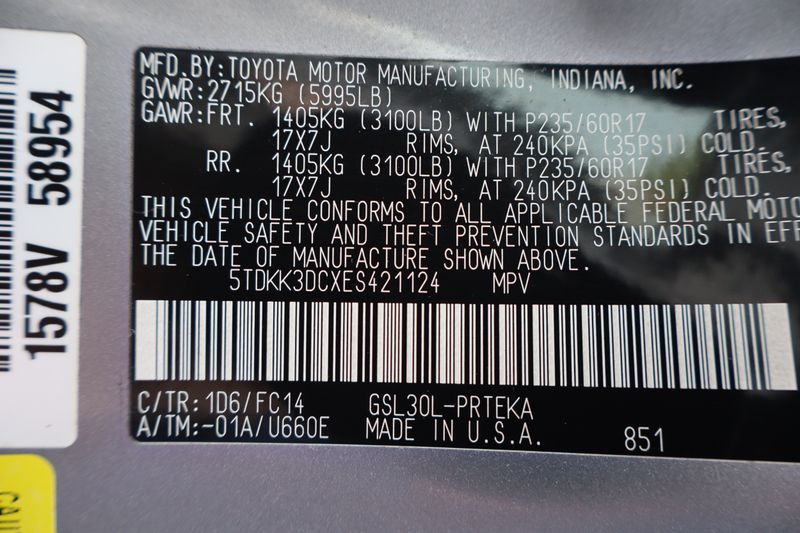 MFD.BY:TOYOTA MOTOR MANUFACTURING, INDIANA, INC.
GVWR:2715KG (5995LB)
GAWR:FRT. 1405KG (3100LB) WITH P235/60R17 TIRES,
17X7J RIMS, AT 240KPA (35PSI) COLD.
RR. 1405KG (3100LB) WITH P235/60R17 TIRES,
17X7J RIMS, AT 240KPA (35PSI) COLD.
THIS VEHICLE CONFORMS TO ALL APPLICABLE FEDERAL MOTO
VEHICLE SAFETY AND THEFT PREVENTION STANDARDS IN EFF
THE DATE OF MANUFACTURE SHOWN ABOVE.
5TDKK3DCXES421124 MPV
C/TR:1D6/FC14 GSL30L-PRTEKA
A/TM:-01A/U660E MADE IN U.S.A. 851
1578V 58954
CAU